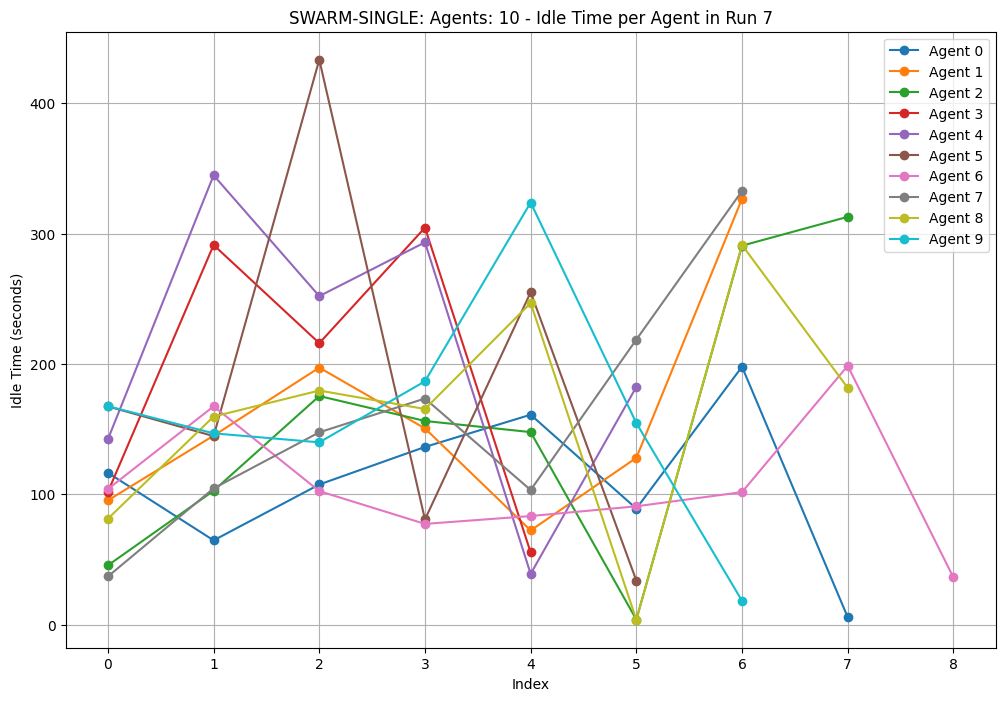 SWARM-SINGLE: Agents: 10 - Idle Time per Agent in Run 7
Agent 0
Agent 1
Agent 2
Agent 3
Agent 4
Agent 5
Agent 6
Agent 7
Agent 8
Agent 9
Idle Time (seconds)
400
300
200
100
0
0 1 2 3 4 5 6 7 8
Index